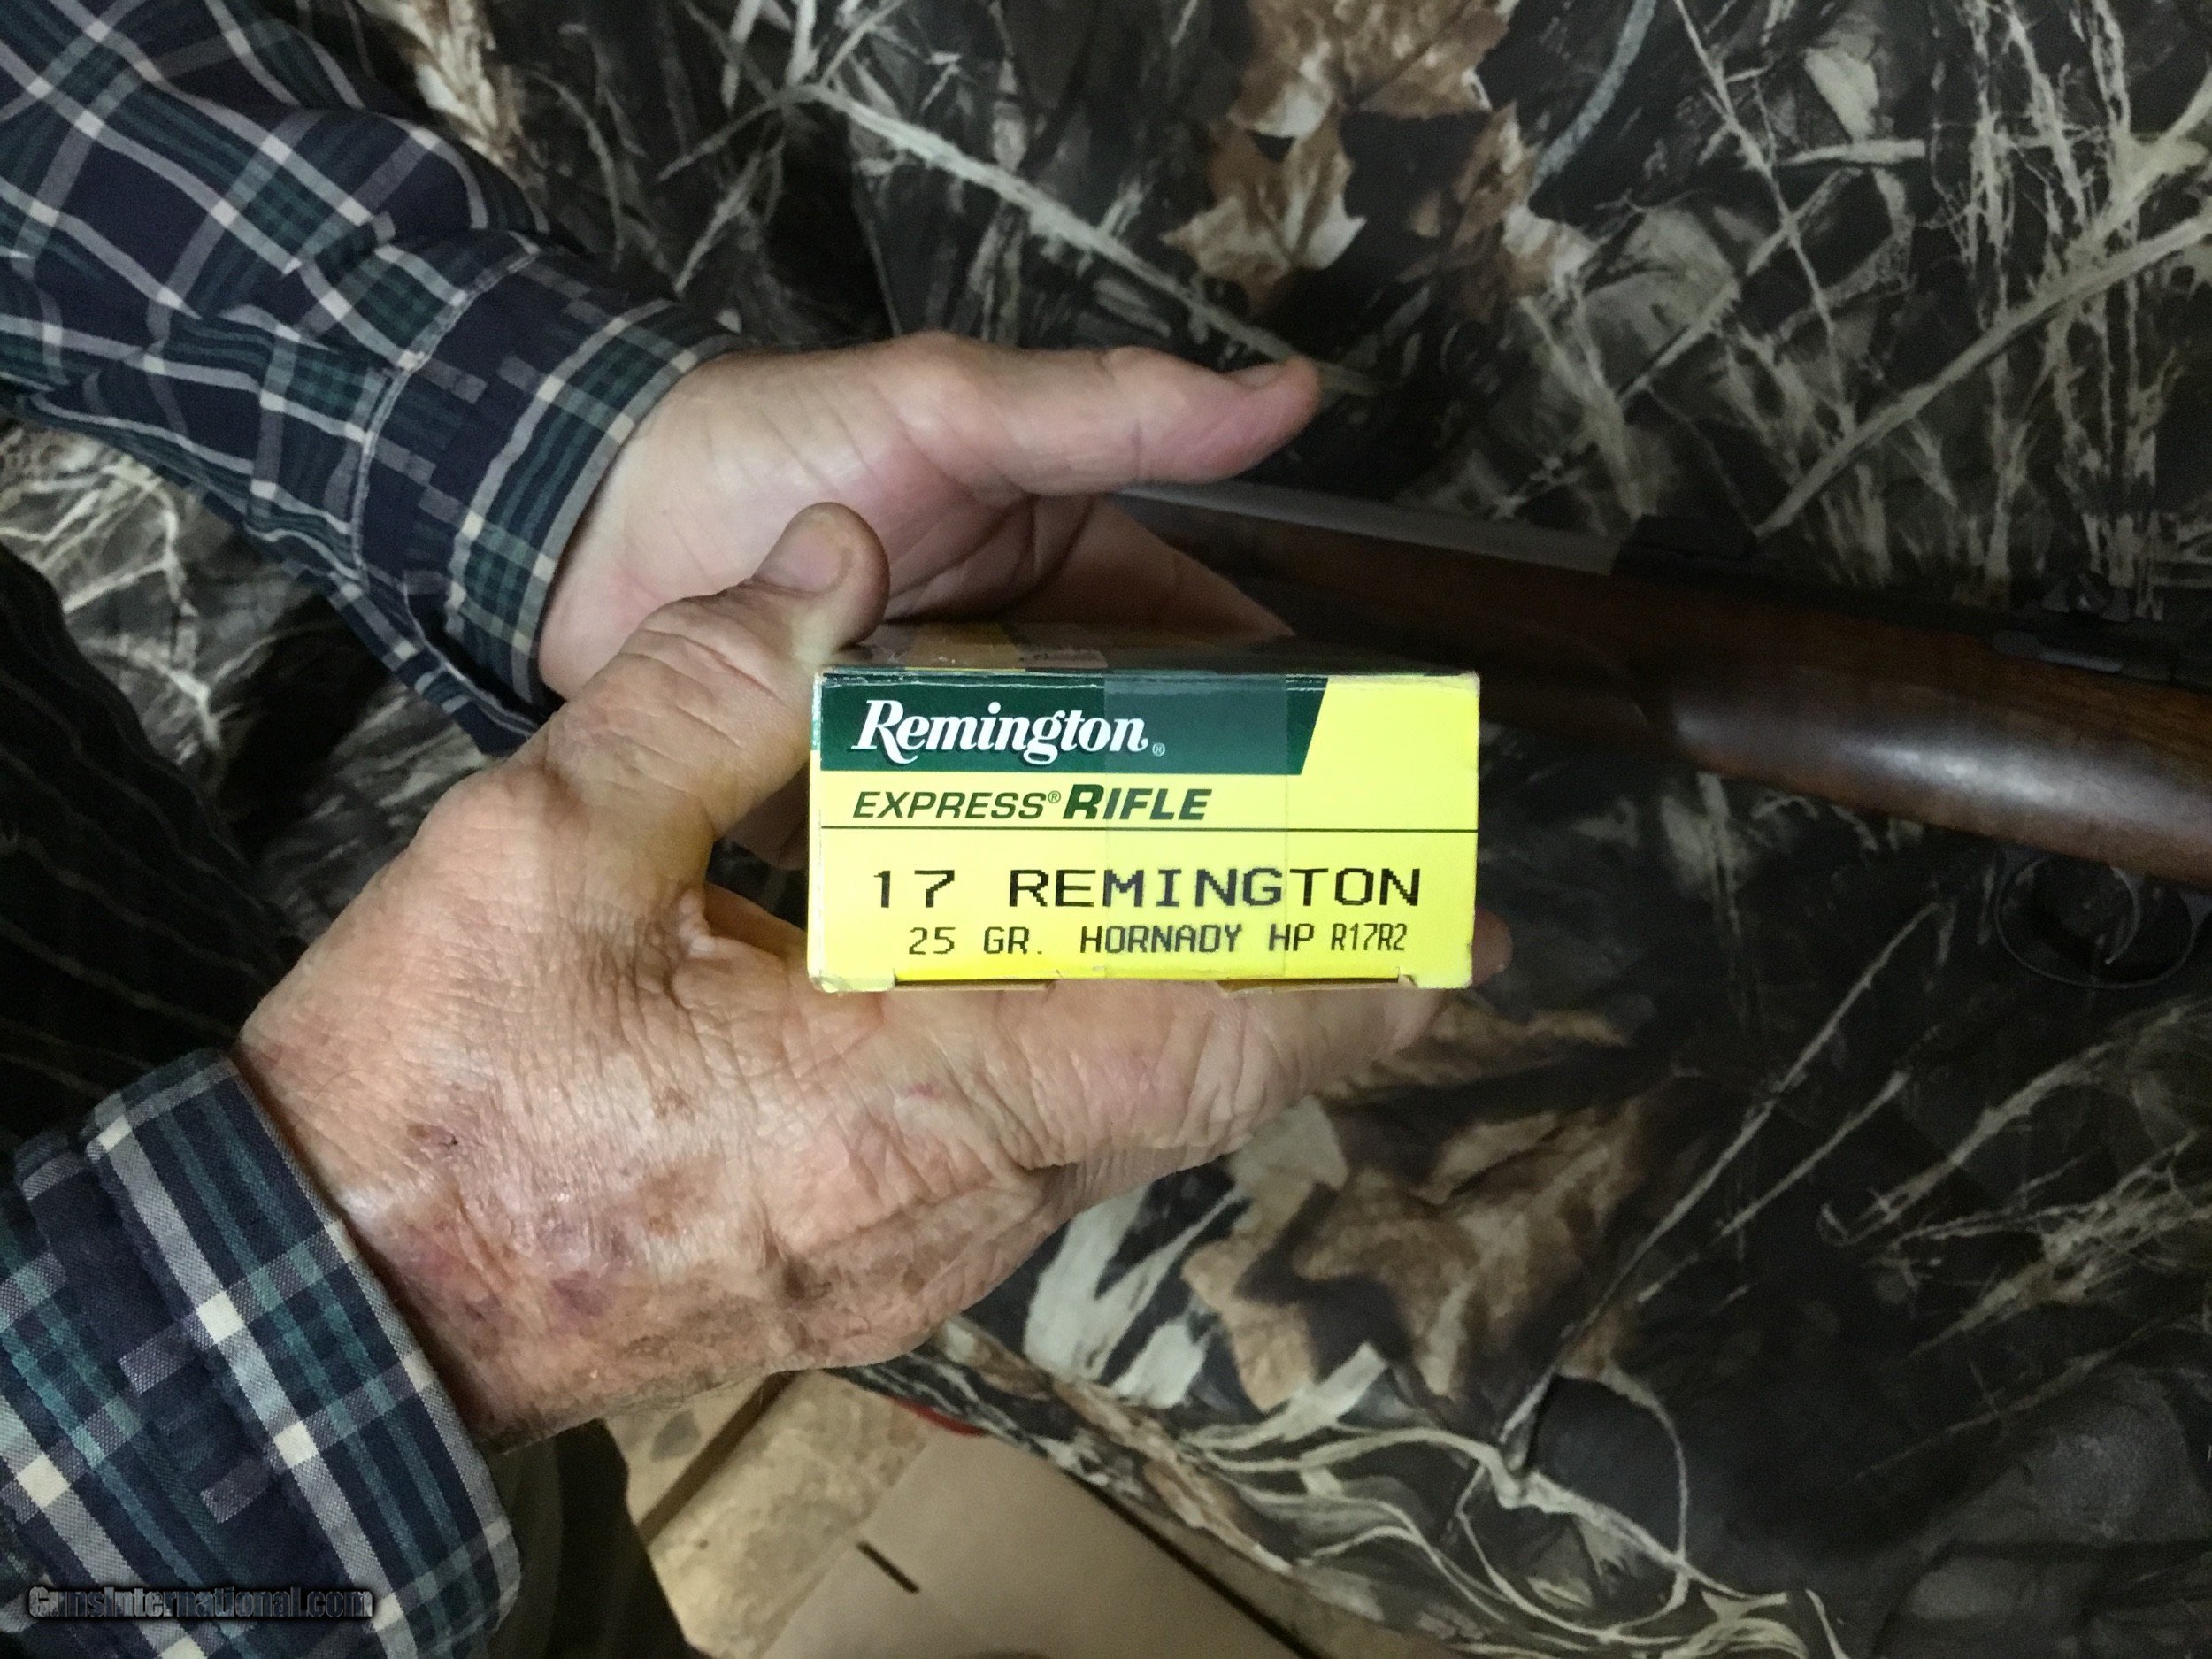 Remington®
EXPRESS® RIFLE
17 REMINGTON
25 GR. HORNADY HP R17R2
GunsInternational.com